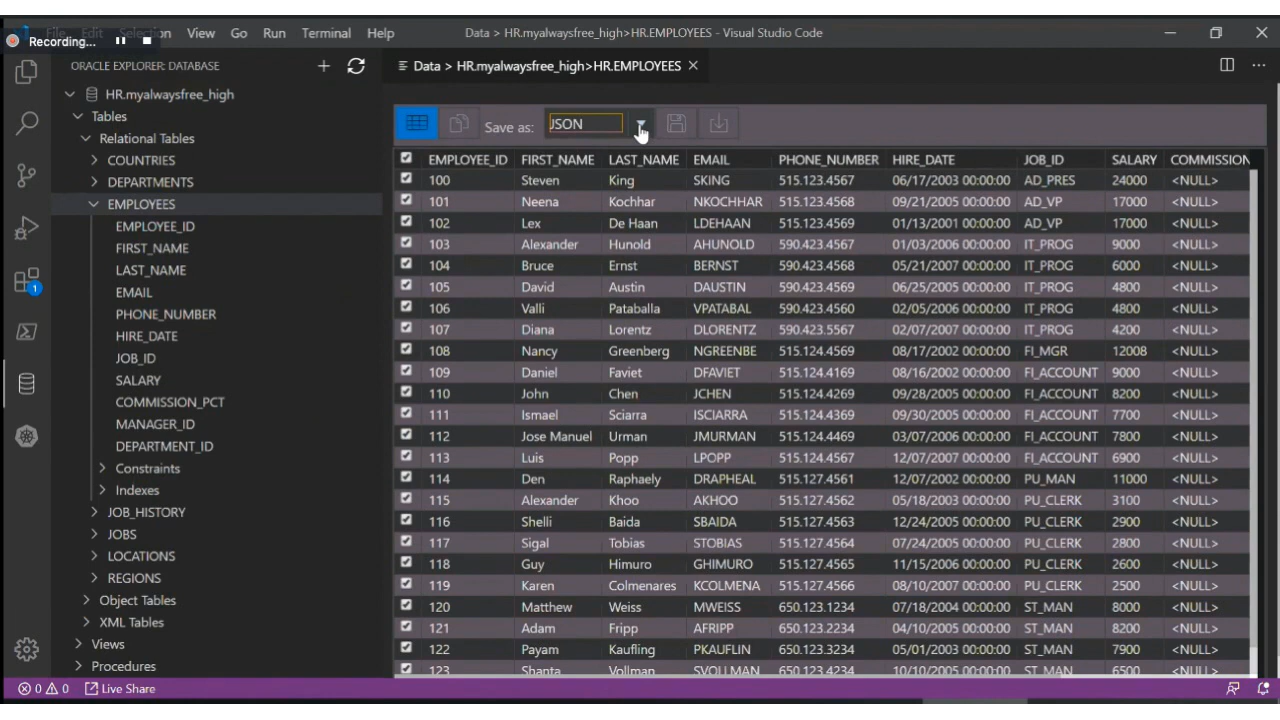 File Edit Selection View Go Run Terminal Help Data > HR.myalwaysfree_high>HR.EMPLOYEES - Visual Studio Code
Recording...
ORACLE EXPLORER: DATABASE
Data > HR.myalwaysfree_high>HR.EMPLOYEES
HR.myalwaysfree_high
Tables
Relational Tables
COUNTRIES
DEPARTMENTS
EMPLOYEES
EMPLOYEE_ID
FIRST_NAME
LAST_NAME
EMAIL
PHONE_NUMBER
HIRE_DATE
JOB_ID
SALARY
COMMISSION_PCT
MANAGER_ID
DEPARTMENT_ID
Constraints
Indexes
JOB_HISTORY
JOBS
LOCATIONS
REGIONS
Object Tables
XML Tables
Views
Procedures
1
Save as: JSON
EMPLOYEE_ID FIRST_NAME LAST_NAME EMAIL PHONE_NUMBER HIRE_DATE JOB_ID SALARY COMMISSION
100 Steven King SKING 515.123.4567 06/17/2003 00:00:00 AD_PRES 24000 <NULL>
101 Neena Kochhar NKOCHHAR 515.123.4568 09/21/2005 00:00:00 AD_VP 17000 <NULL>
102 Lex De Haan LDEHAAN 515.123.4569 01/13/2001 00:00:00 AD_VP 17000 <NULL>
103 Alexander Hunold AHUNOLD 590.423.4567 01/03/2006 00:00:00 IT_PROG 9000 <NULL>
104 Bruce Ernst BERNST 590.423.4568 05/21/2007 00:00:00 IT_PROG 6000 <NULL>
105 David Austin DAUSTIN 590.423.4569 06/25/2005 00:00:00 IT_PROG 4800 <NULL>
106 Valli Pataballa VPATABAL 590.423.4560 02/05/2006 00:00:00 IT_PROG 4800 <NULL>
107 Diana Lorentz DLORENTZ 590.423.5567 02/07/2007 00:00:00 IT_PROG 4200 <NULL>
108 Nancy Greenberg NGREENBE 515.124.4569 08/17/2002 00:00:00 FI_MGR 12008 <NULL>
109 Daniel Faviet DFAVIET 515.124.4169 08/16/2002 00:00:00 FI_ACCOUNT 9000 <NULL>
110 John Chen JCHEN 515.124.4269 09/28/2005 00:00:00 FI_ACCOUNT 8200 <NULL>
111 Ismael Sciarra ISCIARRA 515.124.4369 09/30/2005 00:00:00 FI_ACCOUNT 7700 <NULL>
112 Jose Manuel Urman JMURMAN 515.124.4469 03/07/2006 00:00:00 FI_ACCOUNT 7800 <NULL>
113 Luis Popp LPOPP 515.124.4567 12/07/2007 00:00:00 FI_ACCOUNT 6900 <NULL>
114 Den Raphaely DRAPHEAL 515.127.4561 12/07/2002 00:00:00 PU_MAN 11000 <NULL>
115 Alexander Khoo AKHOO 515.127.4562 05/18/2003 00:00:00 PU_CLERK 3100 <NULL>
116 Shelli Baida SBAIDA 515.127.4563 12/24/2005 00:00:00 PU_CLERK 2900 <NULL>
117 Sigal Tobias STOBIAS 515.127.4564 07/24/2005 00:00:00 PU_CLERK 2800 <NULL>
118 Guy Himuro GHIMURO 515.127.4565 11/15/2006 00:00:00 PU_CLERK 2600 <NULL>
119 Karen Colmenares KCOLMENA 515.127.4566 08/10/2007 00:00:00 PU_CLERK 2500 <NULL>
120 Matthew Weiss MWEISS 650.123.1234 07/18/2004 00:00:00 ST_MAN 8000 <NULL>
121 Adam Fripp AFRIPP 650.123.2234 04/10/2005 00:00:00 ST_MAN 8200 <NULL>
122 Payam Kaufling PKAUFLIN 650.123.3234 05/01/2003 00:00:00 ST_MAN 7900 <NULL>
123 Shanta Vollman SVOLLMAN 650.123.4234 10/10/2005 00:00:00 ST_MAN 6500 <NULL>
0 0 Live Share